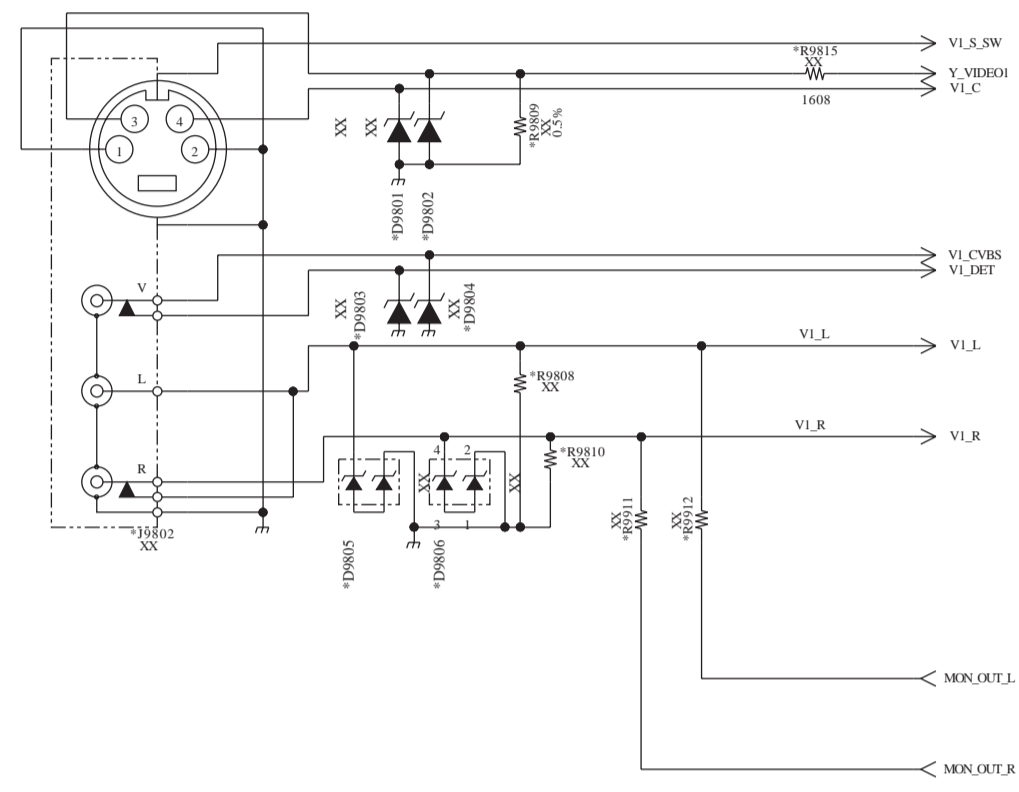 V1_S_SW
*R9815
XX
Y_VIDEO1
V1_C
1608
3
4
1
2
XX
XX
*R9809
XX
0.5%
*D9801
*D9802
V1_CVBS
V1_DET
V
XX
*D9803
XX
*D9804
V1_L
V1_L
L
*R9808
XX
V1_R
V1_R
R
4
2
*R9810
XX
XX
XX
3
1
XX
*R9911
XX
*R9912
*J9802
XX
*D9805
*D9806
MON_OUT_L
MON_OUT_R